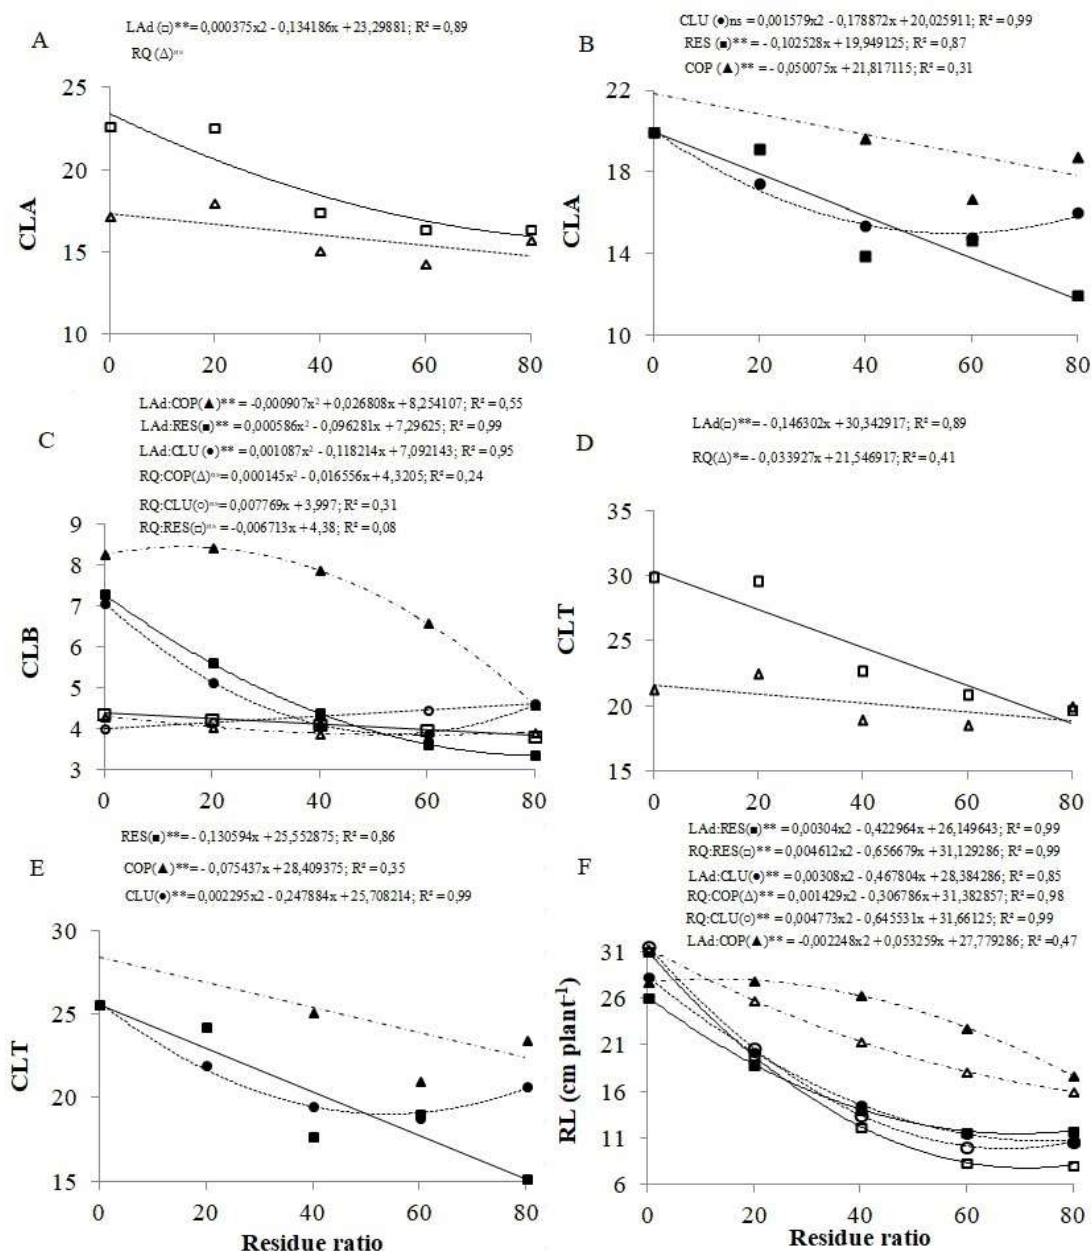 A
LAd (□)**= 0,000375x2 - 0,134186x + 23,29881; R² = 0,89
RQ (Δ)ⁿˢ
25
20
15
10
CLA
0 20 40 60 80
B
CLU (●)ns = 0,001579x2 - 0,178872x + 20,025911; R² = 0,99
RES (■)** = - 0,102528x + 19,949125; R² = 0,87
COP (▲)** = - 0,050075x + 21,817115; R² = 0,31
22
18
14
10
CLA
0 20 40 60 80
C
LAd:COP(▲)** = -0,000907x² + 0,026808x + 8,254107; R² = 0,55
LAd:RES(■)** = 0,000586x² - 0,096281x + 7,29625; R² = 0,99
LAd:CLU (●)** = 0,001087x² - 0,118214x + 7,092143; R² = 0,95
RQ:COP(Δ)ⁿˢ = 0,000145x² - 0,016556x + 4,3205; R² = 0,24
RQ:CLU(○)ⁿˢ = 0,007769x + 3,997; R² = 0,31
RQ:RES(□)ⁿˢ = -0,006713x + 4,38; R² = 0,08
9
8
7
6
5
4
3
CLB
0 20 40 60 80
D
LAd(□)**= - 0,146302x + 30,342917; R² = 0,89
RQ(Δ)*= - 0,033927x + 21,546917; R² = 0,41
35
30
25
20
15
CLT
0 20 40 60 80
E
RES(■)**= - 0,130594x + 25,552875; R² = 0,86
COP(▲)**= - 0,075437x + 28,409375; R² = 0,35
CLU(●)**= 0,002295x2 - 0,247884x + 25,708214; R² = 0,99
30
25
20
15
CLT
0 20 40 60 80
Residue ratio
F
LAd:RES(■)** = 0,00304x2 - 0,422964x + 26,149643; R² = 0,99
RQ:RES(□)** = 0,004612x2 - 0,656679x + 31,129286; R² = 0,99
LAd:CLU(●)** = 0,00308x2 - 0,467804x + 28,384286; R² = 0,85
RQ:COP(Δ)** = 0,001429x2 - 0,306786x + 31,382857; R² = 0,98
RQ:CLU(○)** = 0,004773x2 - 0,645531x + 31,66125; R² = 0,99
LAd:COP(▲)** = -0,002248x2 + 0,053259x + 27,779286; R² =0,47
31
26
21
16
11
6
RL (cm plant⁻¹)
0 20 40 60 80
Residue ratio